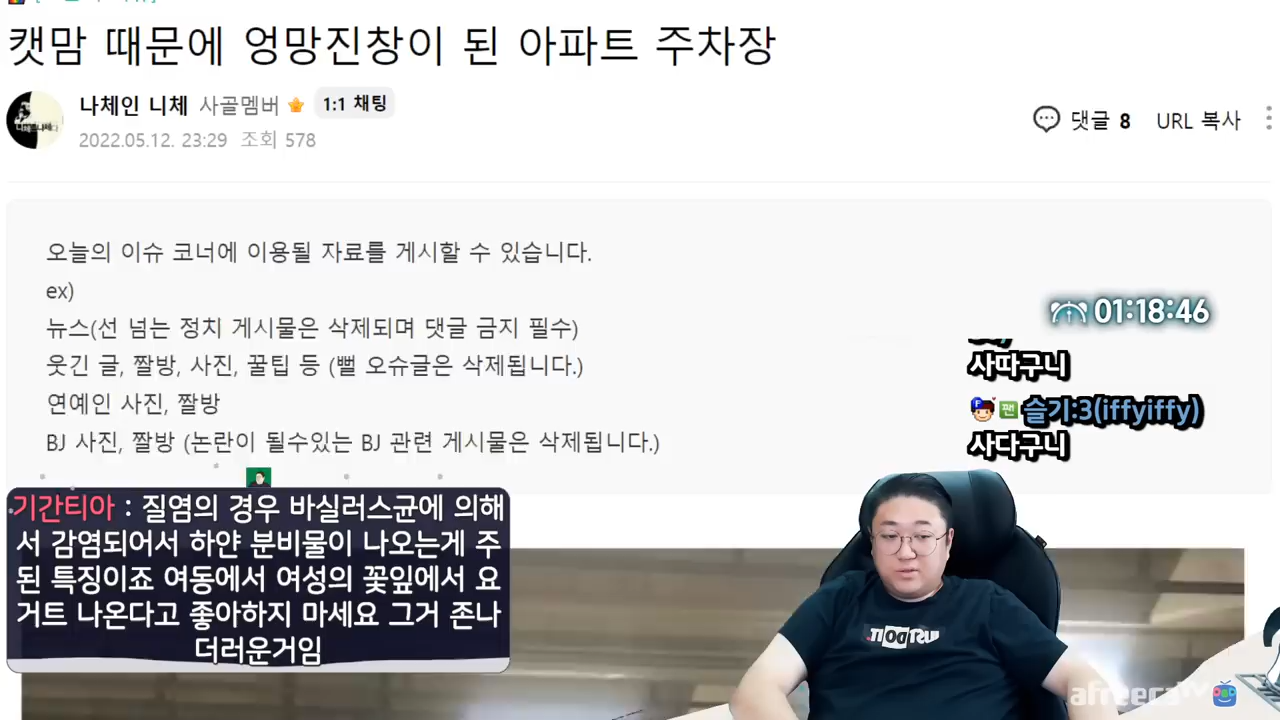 캣맘 때문에 엉망진창이 된 아파트 주차장
나체인 니체 사골멤버 1:1 채팅
2022.05.12. 23:29 조회 578
댓글 8 URL 복사
오늘의 이슈 코너에 이용될 자료를 게시할 수 있습니다.
ex)
뉴스(선 넘는 정치 게시물은 삭제되며 댓글 금지 필수)
웃긴 글, 짤방, 사진, 꿀팁 등 (뻘 오슈글은 삭제됩니다.)
연예인 사진, 짤방
BJ 사진, 짤방 (논란이 될수있는 BJ 관련 게시물은 삭제됩니다.)
01:18:46
사따구니
슬기:3(iffyiffy)
사다구니
기간티아 : 질염의 경우 바실러스균에 의해
서 감염되어서 하얀 분비물이 나오는게 주
된 특징이죠 여동에서 여성의 꽃잎에서 요
거트 나온다고 좋아하지 마세요 그거 존나
더러운거임
afreecaTV